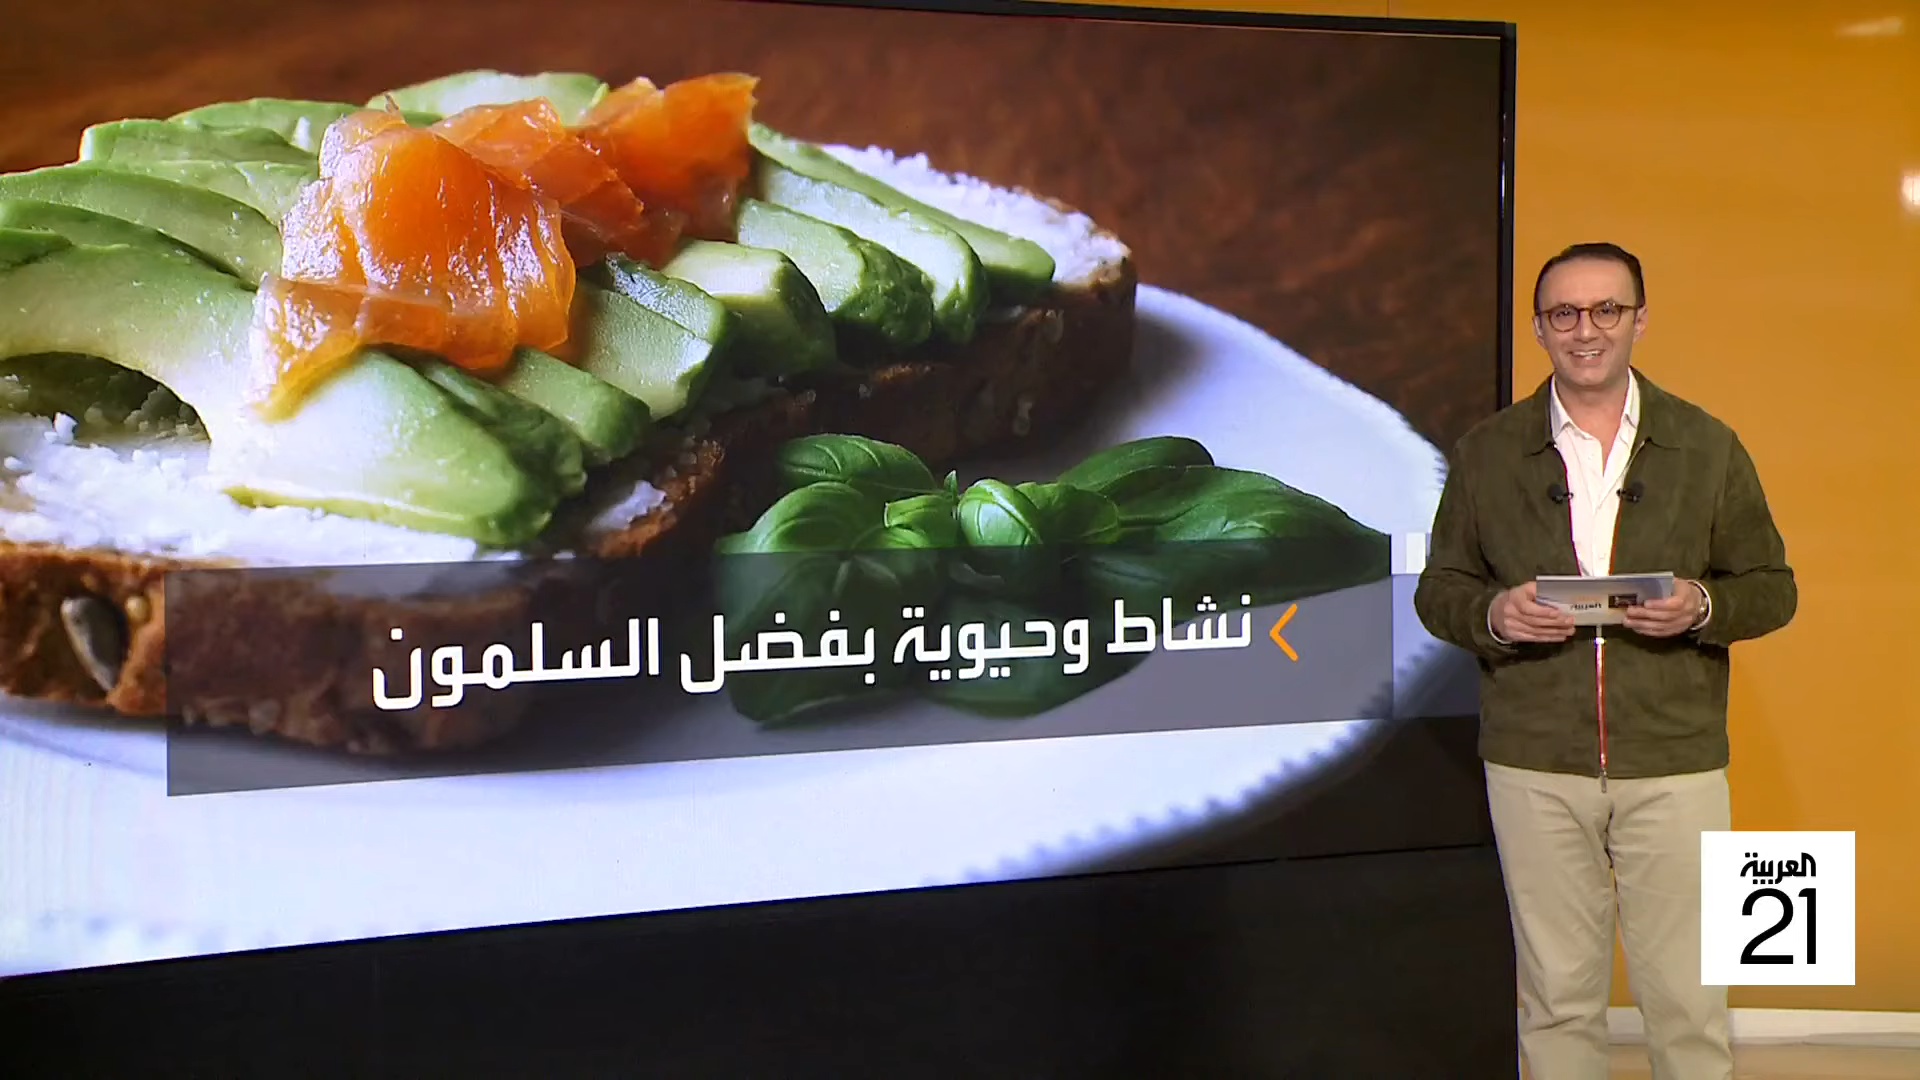 نشاط وحيوية بفضل السلمون
العربية
21